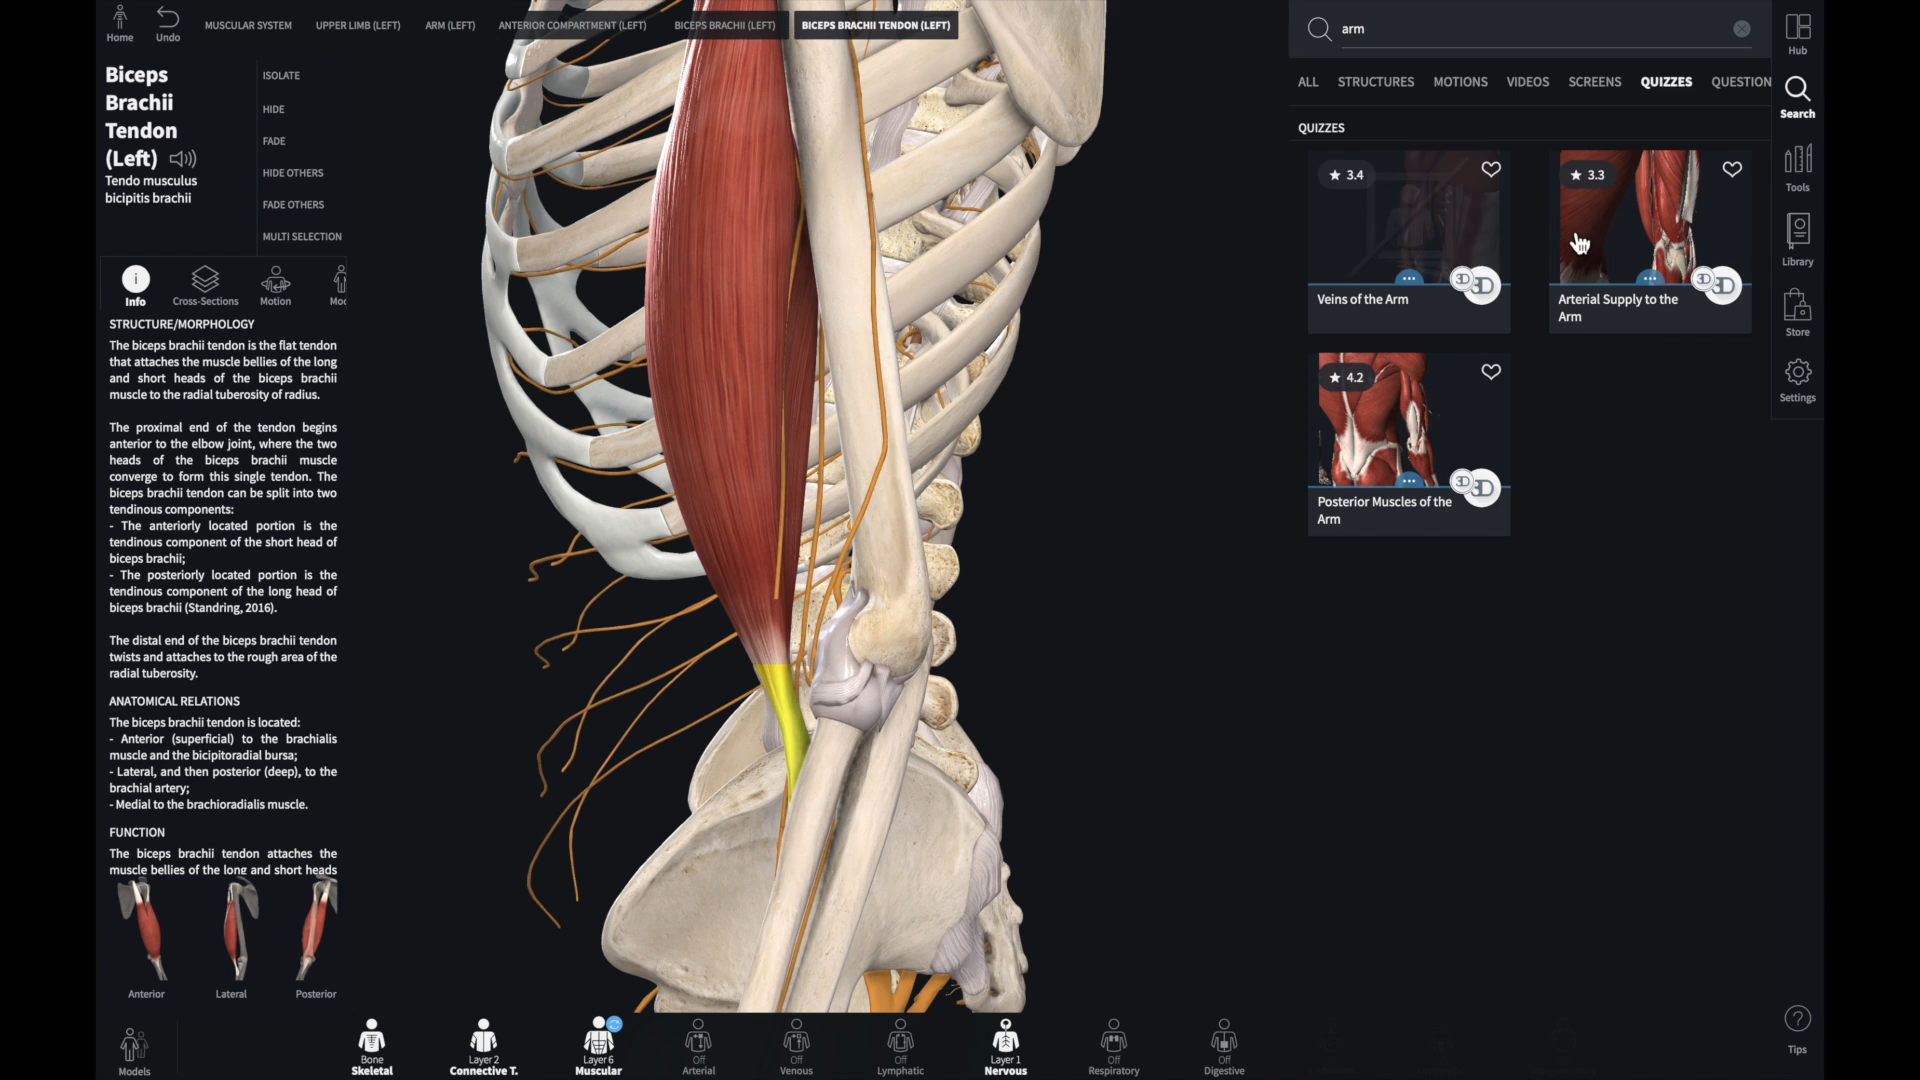 Home
Undo
MUSCULAR SYSTEM
UPPER LIMB (LEFT)
ARM (LEFT)
ANTERIOR COMPARTMENT (LEFT)
BICEPS BRACHII (LEFT)
BICEPS BRACHII TENDON (LEFT)
Biceps
Brachii
Tendon
(Left)
Tendo musculus
bicipitis brachii
ISOLATE
HIDE
FADE
HIDE OTHERS
FADE OTHERS
MULTI SELECTION
Info
Cross-Sections
Motion
STRUCTURE/MORPHOLOGY
The biceps brachii tendon is the flat tendon
that attaches the muscle bellies of the long
and short heads of the biceps brachii
muscle to the radial tuberosity of radius.
The proximal end of the tendon begins
anterior to the elbow joint, where the two
heads of the biceps brachii muscle
converge to form this single tendon. The
biceps brachii tendon can be split into two
tendinous components:
- The anteriorly located portion is the
tendinous component of the short head of
biceps brachii;
- The posteriorly located portion is the
tendinous component of the long head of
biceps brachii (Standring, 2016).
The distal end of the biceps brachii tendon
twists and attaches to the rough area of the
radial tuberosity.
ANATOMICAL RELATIONS
The biceps brachii tendon is located:
- Anterior (superficial) to the brachialis
muscle and the bicipitoradial bursa;
- Lateral, and then posterior (deep), to the
brachial artery;
- Medial to the brachioradialis muscle.
FUNCTION
The biceps brachii tendon attaches the
muscle bellies of the long and short heads
Anterior
Lateral
Posterior
Models
Bone
Skeletal
Layer 2
Connective T.
Layer 6
Muscular
Off
Arterial
Off
Venous
Off
Lymphatic
Layer 1
Nervous
Off
Respiratory
Off
Digestive
arm
ALL
STRUCTURES
MOTIONS
VIDEOS
SCREENS
QUIZZES
QUESTION
QUIZZES
3.4
3D
3D
Veins of the Arm
3.3
3D
3D
Arterial Supply to the
Arm
4.2
3D
3D
Posterior Muscles of the
Arm
Hub
Search
Tools
Library
Store
Settings
Tips